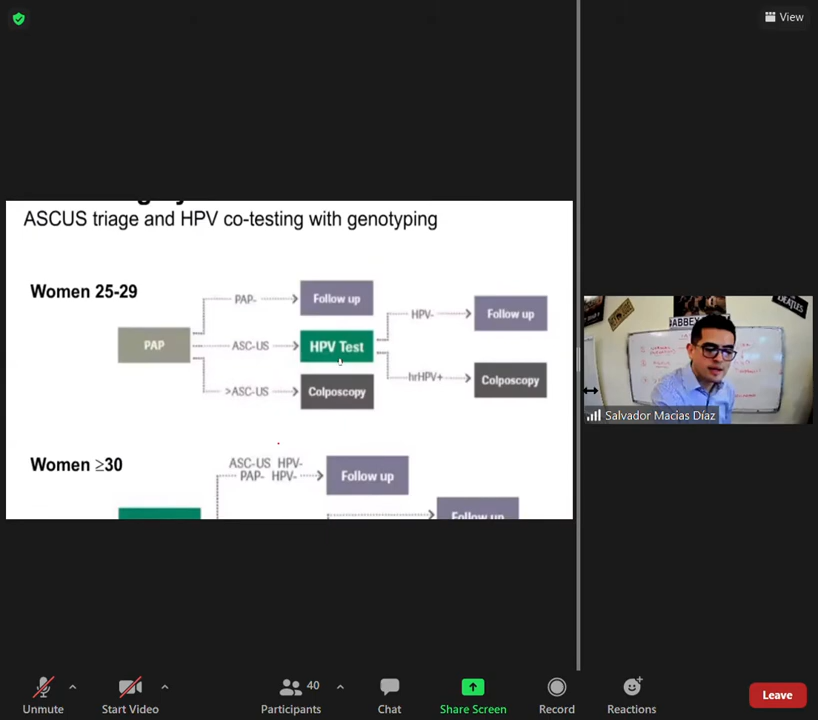 View
ASCUS triage and HPV co-testing with genotyping
Women 25-29
PAP-
Follow up
HPV-
Follow up
PAP
ASC-US
HPV Test
hrHPV+
Colposcopy
>ASC-US
Colposcopy
Women ≥30
ASC-US HPV-
PAP- HPV-
Follow up
Follow up
ABBEY
BEATLES
Salvador Macías Díaz
Unmute
Start Video
40
Participants
Chat
Share Screen
Record
Reactions
Leave